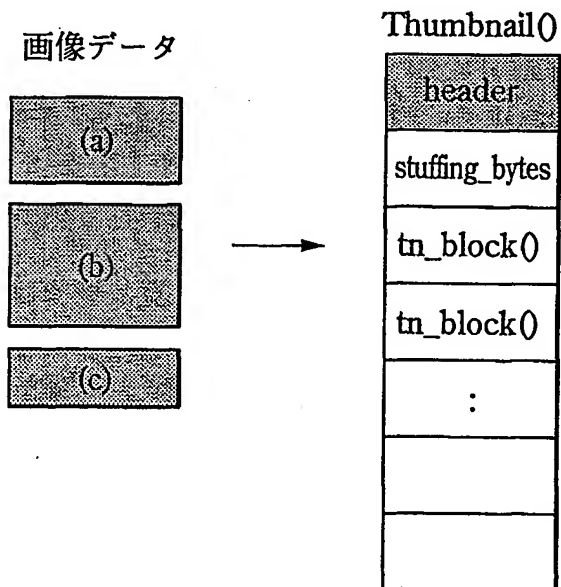 画像データ
(a)
(b)
(c)
Thumbnail()
header
stuffing_bytes
tn_block()
tn_block()
: